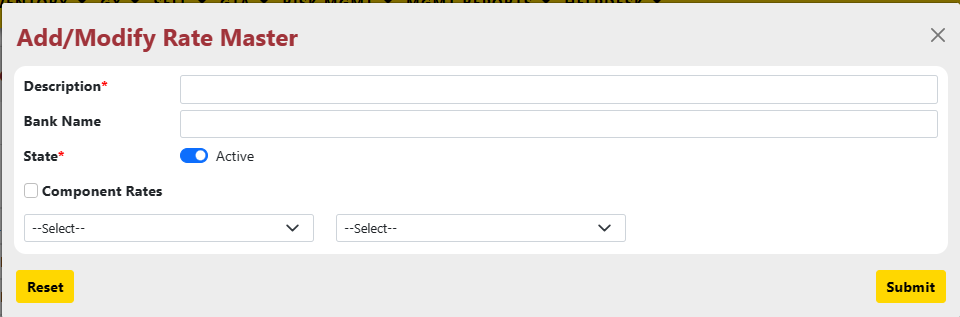 Add/Modify Rate Master
Description*
Bank Name
State* Active
Component Rates
--Select-- --Select--
Reset Submit